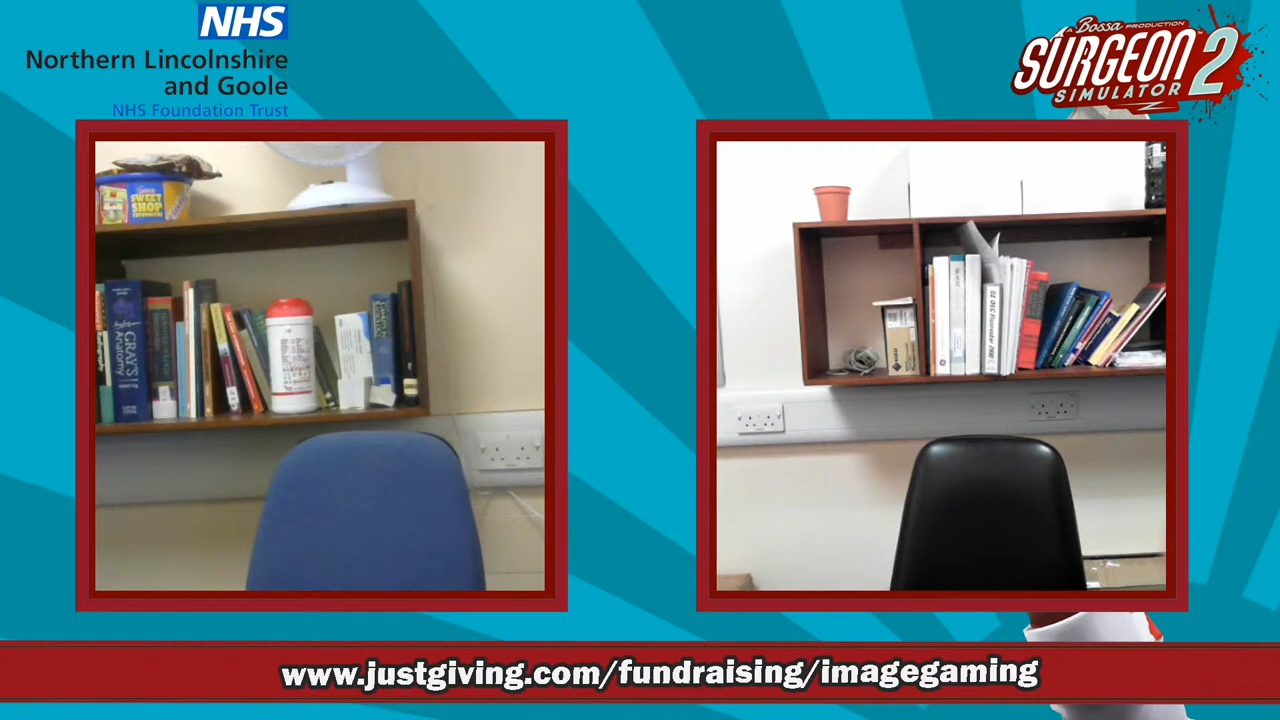 NHS
Northern Lincolnshire
and Goole
NHS Foundation Trust
A Bossa PRODUCTION
SURGEON
SIMULATOR 2
SWEET
SHOP
GRAY'S
Anatomy
www.justgiving.com/fundraising/imagegaming